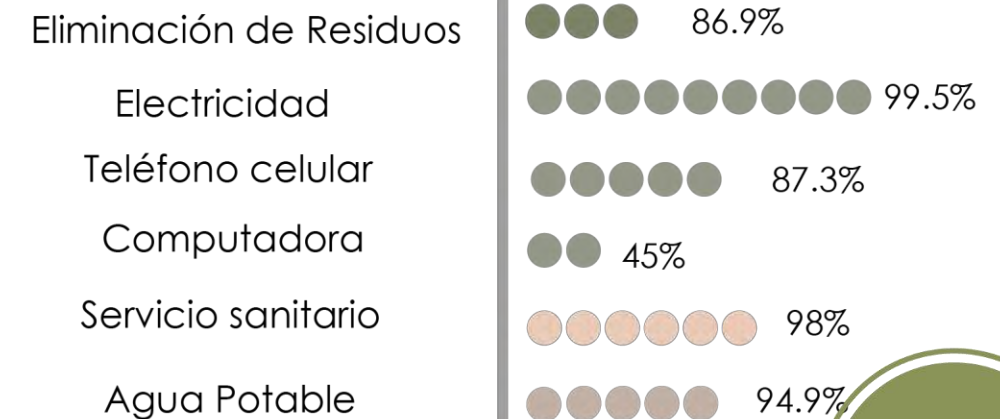 Eliminación de Residuos 86.9%
Electricidad 99.5%
Teléfono celular 87.3%
Computadora 45%
Servicio sanitario 98%
Agua Potable 94.9%